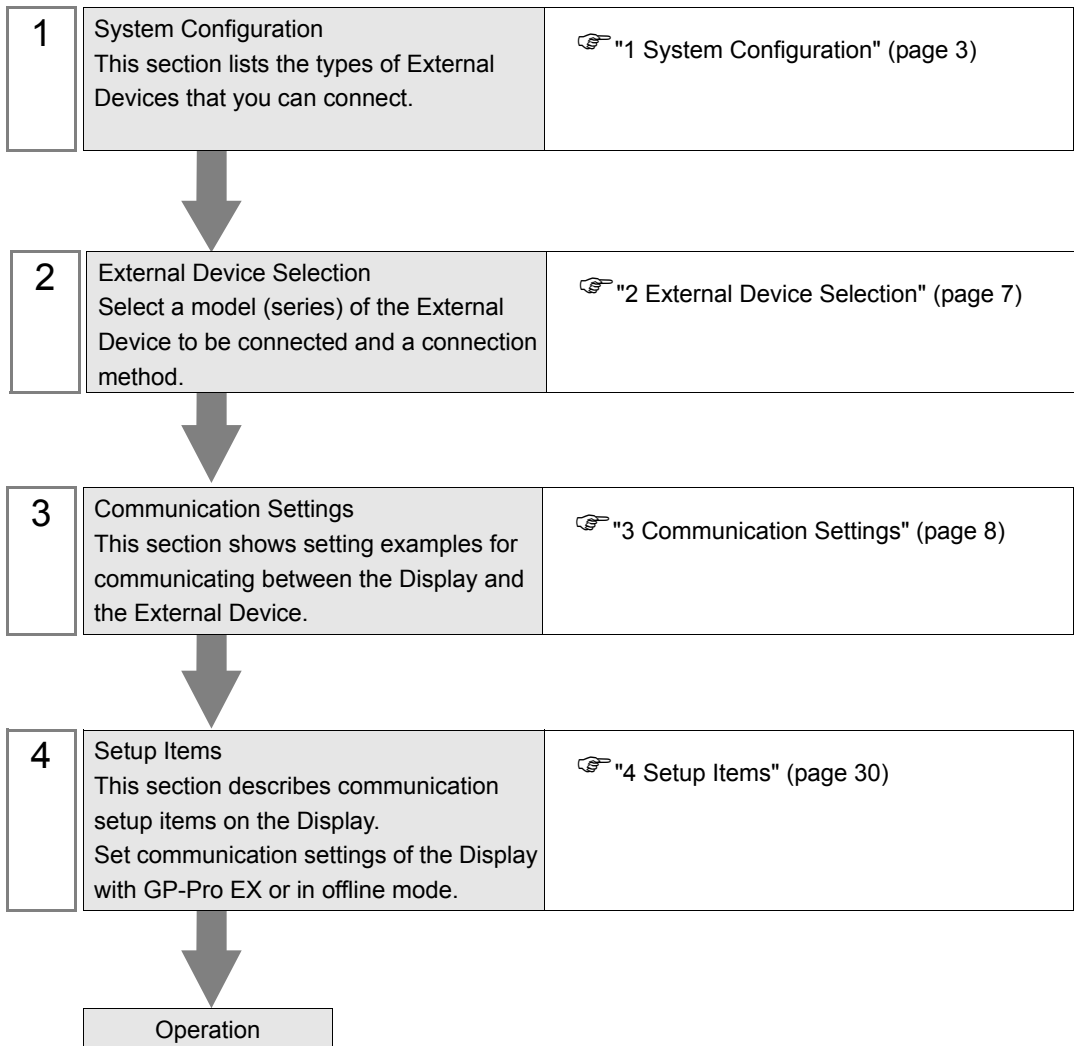 1
System Configuration
This section lists the types of External
Devices that you can connect.
"1 System Configuration" (page 3)
2
External Device Selection
Select a model (series) of the External
Device to be connected and a connection
method.
"2 External Device Selection" (page 7)
3
Communication Settings
This section shows setting examples for
communicating between the Display and
the External Device.
"3 Communication Settings" (page 8)
4
Setup Items
This section describes communication
setup items on the Display.
Set communication settings of the Display
with GP-Pro EX or in offline mode.
"4 Setup Items" (page 30)
Operation